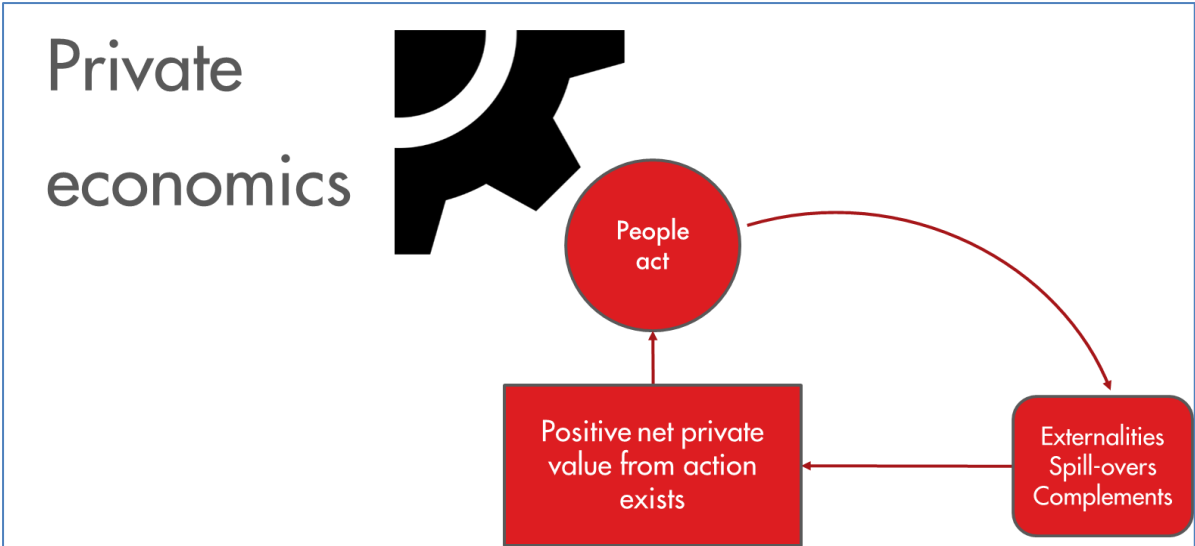 Private
economics
People
act
Positive net private
value from action
exists
Externalities
Spill-overs
Complements